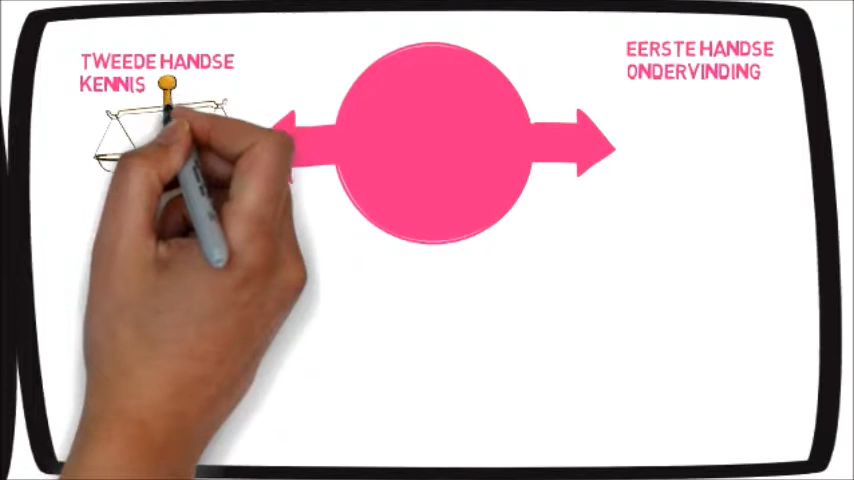 TWEEDE HANDSE
KENNIS
EERSTE HANDSE
ONDERVINDING